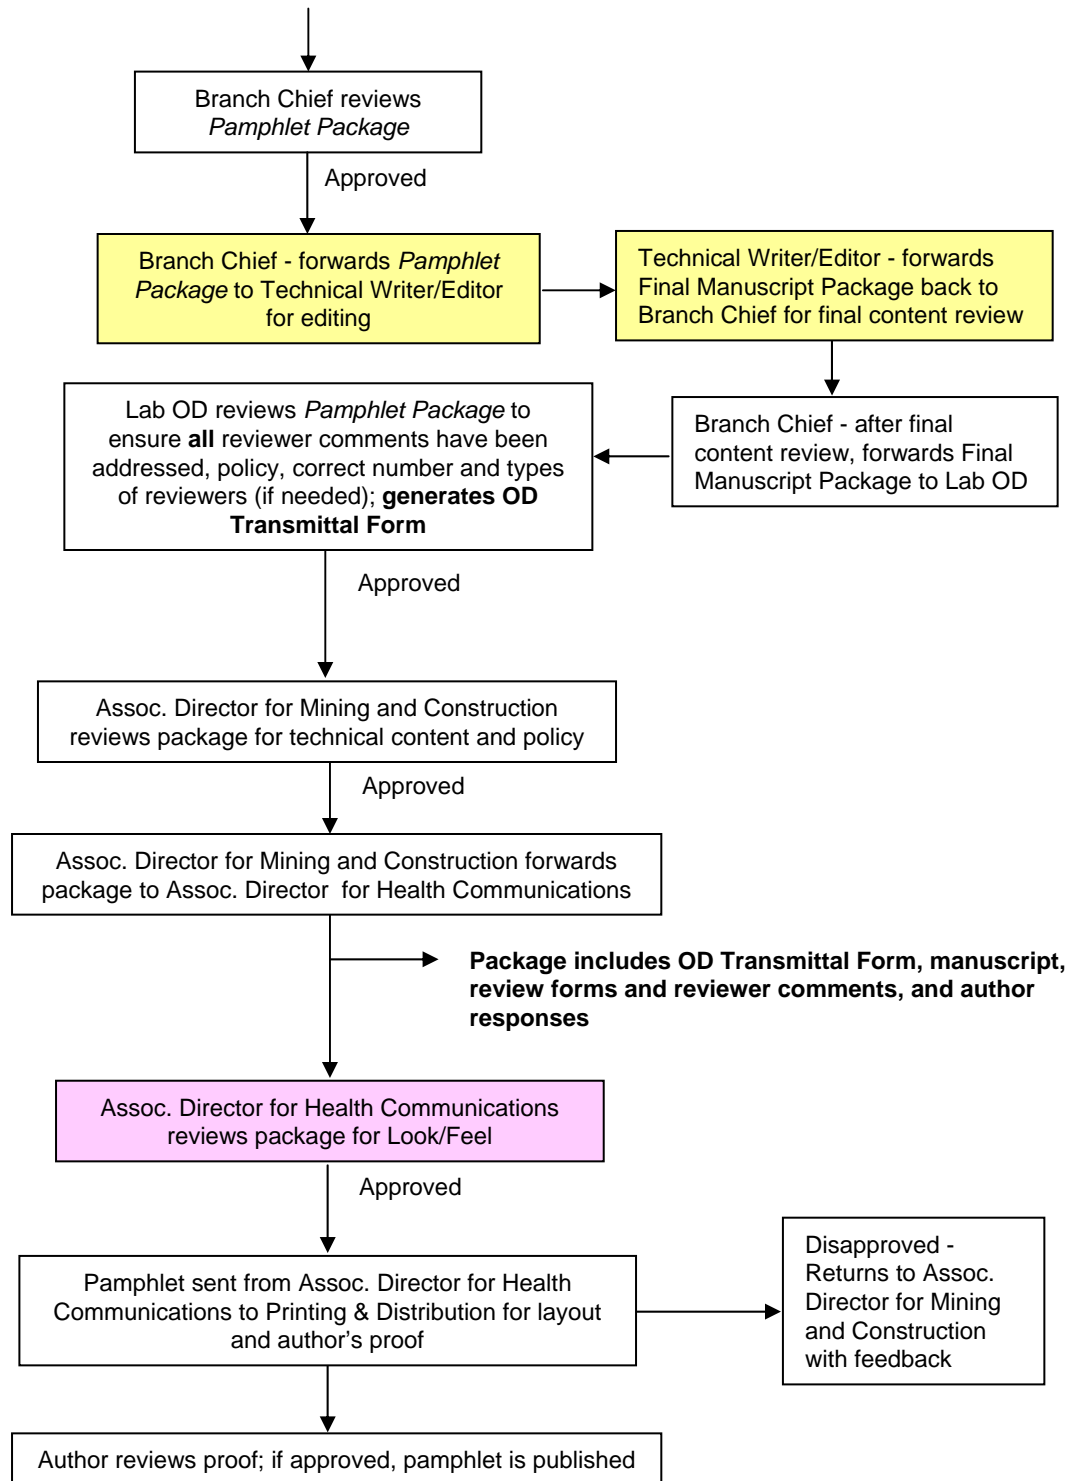 Branch Chief reviews
Pamphlet Package
Approved
Branch Chief - forwards Pamphlet
Package to Technical Writer/Editor
for editing
Technical Writer/Editor - forwards
Final Manuscript Package back to
Branch Chief for final content review
Branch Chief - after final
content review, forwards Final
Manuscript Package to Lab OD
Lab OD reviews Pamphlet Package to
ensure all reviewer comments have been
addressed, policy, correct number and types
of reviewers (if needed); generates OD
Transmittal Form
Approved
Assoc. Director for Mining and Construction
reviews package for technical content and policy
Approved
Assoc. Director for Mining and Construction forwards
package to Assoc. Director for Health Communications
Package includes OD Transmittal Form, manuscript,
review forms and reviewer comments, and author
responses
Assoc. Director for Health Communications
reviews package for Look/Feel
Approved
Pamphlet sent from Assoc. Director for Health
Communications to Printing & Distribution for layout
and author's proof
Disapproved -
Returns to Assoc.
Director for Mining
and Construction
with feedback
Author reviews proof; if approved, pamphlet is published